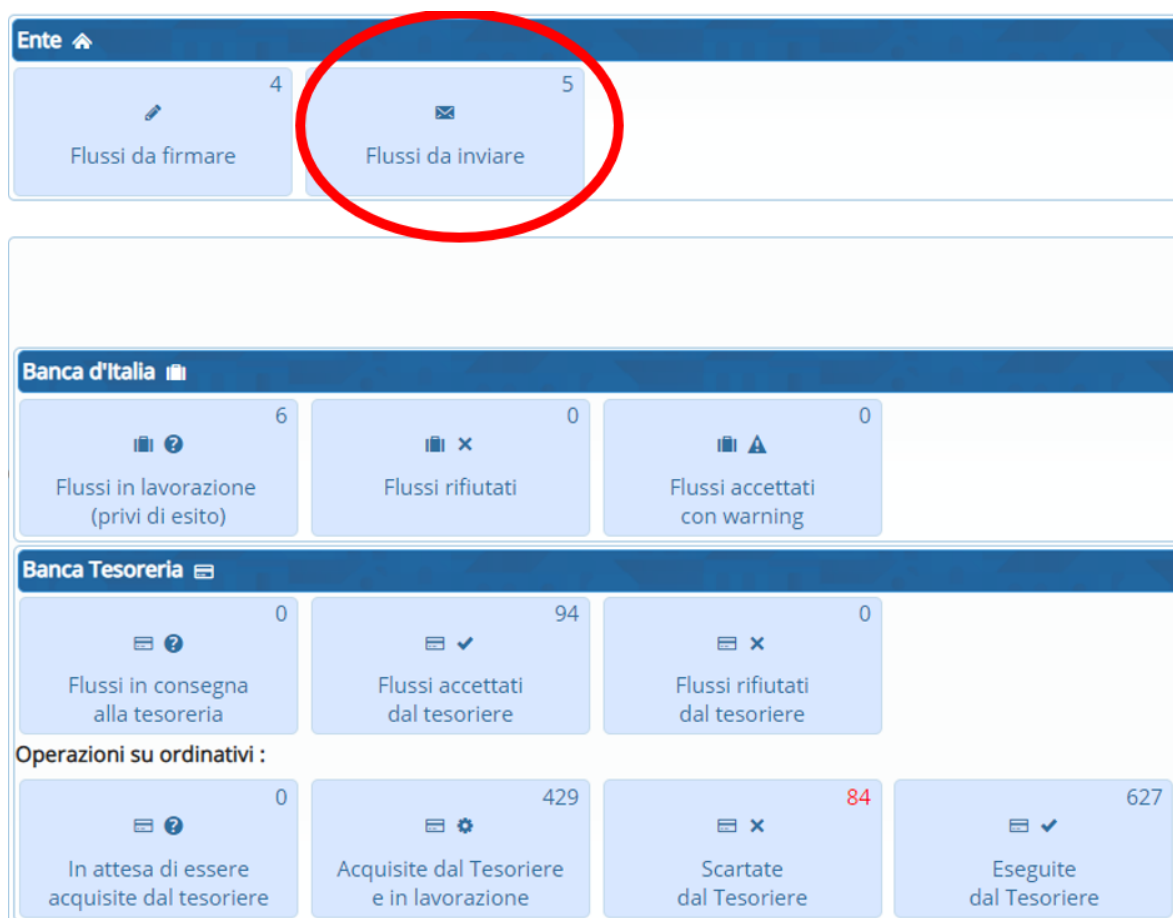 Ente
4
Flussi da firmare
5
Flussi da inviare
Banca d'Italia
6
Flussi in lavorazione
(privi di esito)
0
Flussi rifiutati
0
Flussi accettati
con warning
Banca Tesoreria
0
Flussi in consegna
alla tesoreria
94
Flussi accettati
dal tesoriere
0
Flussi rifiutati
dal tesoriere
Operazioni su ordinativi :
0
In attesa di essere
acquisite dal tesoriere
429
Acquisite dal Tesoriere
e in lavorazione
84
Scartate
dal Tesoriere
627
Eseguite
dal Tesoriere